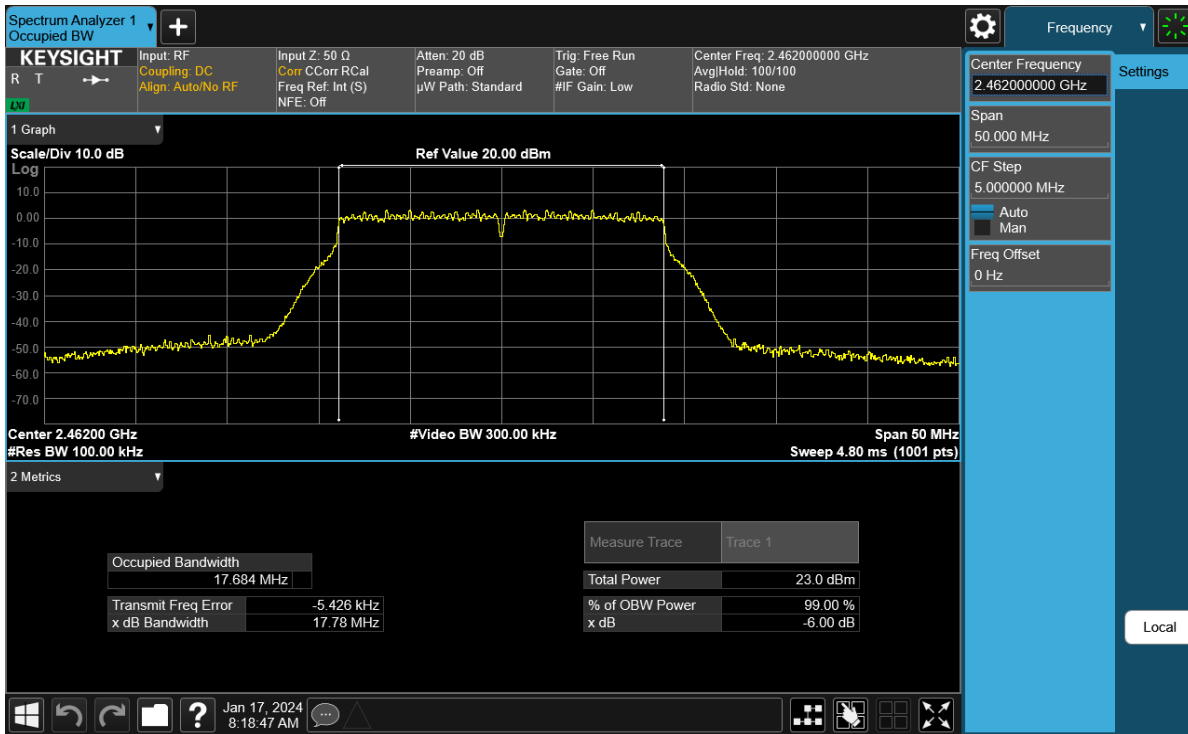 Spectrum Analyzer 1
Occupied BW
Frequency
KEYSIGHT
R T
LXI
Input: RF
Coupling: DC
Align: Auto/No RF
Input Z: 50 Ω
Corr CCorr RCal
Freq Ref: Int (S)
NFE: Off
Atten: 20 dB
Preamp: Off
µW Path: Standard
Trig: Free Run
Gate: Off
#IF Gain: Low
Center Freq: 2.462000000 GHz
Avg|Hold: 100/100
Radio Std: None
Center Frequency
2.462000000 GHz
Settings
Span
50.000 MHz
CF Step
5.000000 MHz
Auto
Man
Freq Offset
0 Hz
Local
1 Graph
Scale/Div 10.0 dB
Ref Value 20.00 dBm
Log
10.0
0.00
-10.0
-20.0
-30.0
-40.0
-50.0
-60.0
-70.0
Center 2.46200 GHz
#Video BW 300.00 kHz
Span 50 MHz
#Res BW 100.00 kHz
Sweep 4.80 ms (1001 pts)
2 Metrics
Occupied Bandwidth
17.684 MHz
Transmit Freq Error -5.426 kHz
x dB Bandwidth 17.78 MHz
Measure Trace Trace 1
Total Power 23.0 dBm
% of OBW Power 99.00 %
x dB -6.00 dB
?
Jan 17, 2024
8:18:47 AM